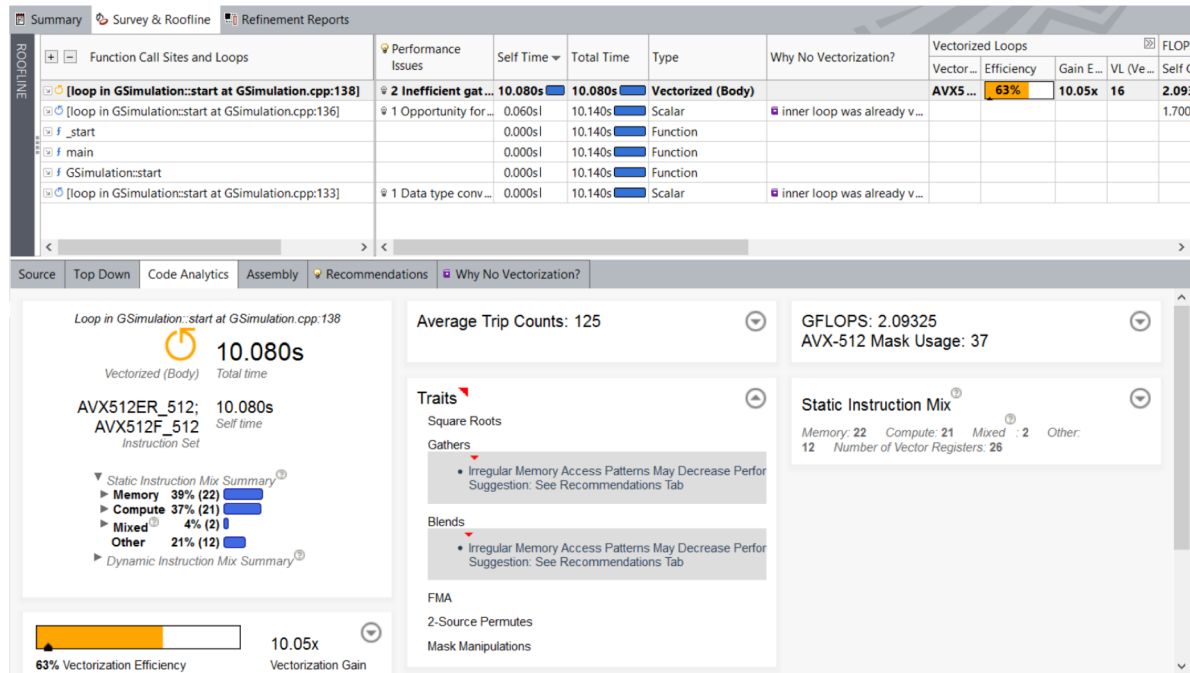 Summary
Survey & Roofline
Refinement Reports
ROOFLINE
Function Call Sites and Loops
Performance Issues
Self Time
Total Time
Type
Why No Vectorization?
Vectorized Loops
FLOP
Vector... Efficiency Gain E... VL (Ve... Self
[loop in GSimulation::start at GSimulation.cpp:138] 2 Inefficient gat... 10.080s 10.080s Vectorized (Body) AVX5... 63% 10.05x 16 2.093
[loop in GSimulation::start at GSimulation.cpp:136] 1 Opportunity for... 0.060s 10.140s Scalar inner loop was already v... 1.700
f _start 0.000s 10.140s Function
f main 0.000s 10.140s Function
f GSimulation::start 0.000s 10.140s Function
[loop in GSimulation::start at GSimulation.cpp:133] 1 Data type conv... 0.000s 10.140s Scalar inner loop was already v...
Source
Top Down
Code Analytics
Assembly
Recommendations
Why No Vectorization?
Loop in GSimulation::start at GSimulation.cpp:138
10.080s
Vectorized (Body) Total time
AVX512ER_512; 10.080s
AVX512F_512 Self time
Instruction Set
Static Instruction Mix Summary
Memory 39% (22)
Compute 37% (21)
Mixed 4% (2)
Other 21% (12)
Dynamic Instruction Mix Summary
10.05x
63% Vectorization Efficiency Vectorization Gain
Average Trip Counts: 125
Traits
Square Roots
Gathers
Irregular Memory Access Patterns May Decrease Perfor
Suggestion: See Recommendations Tab
Blends
Irregular Memory Access Patterns May Decrease Perfor
Suggestion: See Recommendations Tab
FMA
2-Source Permutes
Mask Manipulations
GFLOPS: 2.09325
AVX-512 Mask Usage: 37
Static Instruction Mix
Memory: 22 Compute: 21 Mixed : 2 Other:
12 Number of Vector Registers: 26